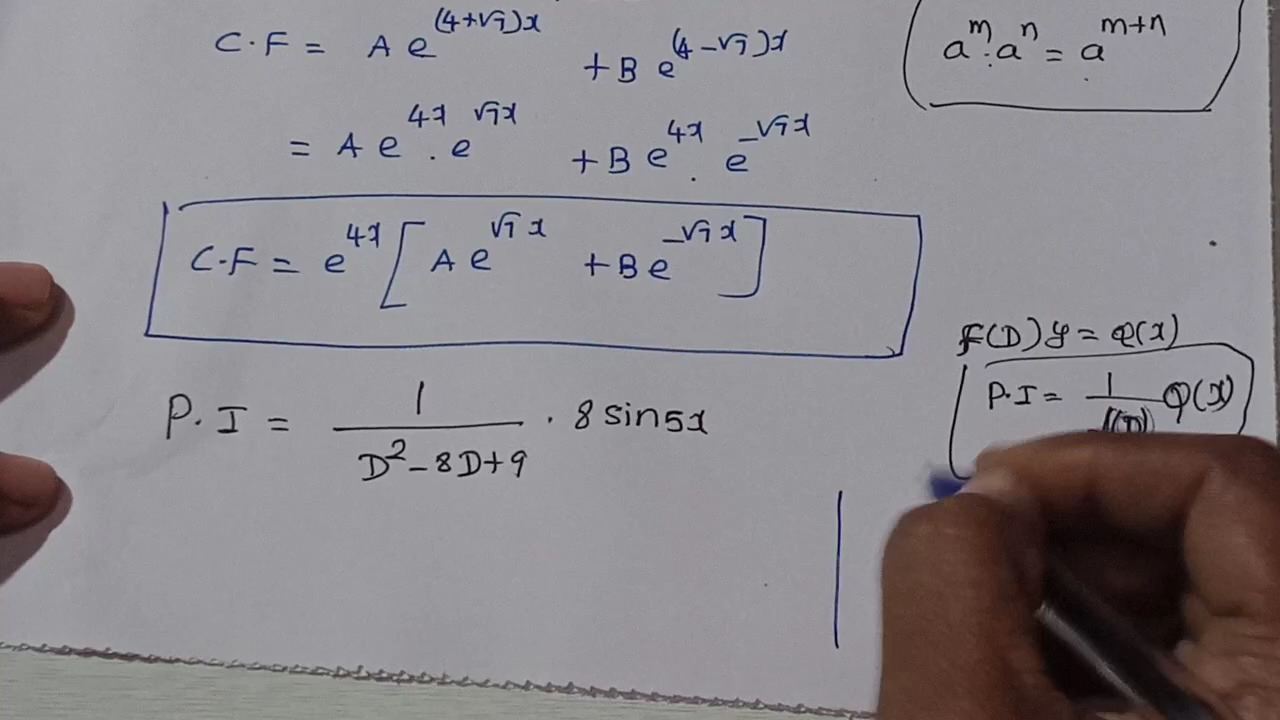 C.F = A e^(4+√7)x + B e^(4-√7)x
a^m . a^n = a^m+n
= A e^4x . e^√7x + B e^4x . e^-√7x
C.F = e^4x [ A e^√7x + B e^-√7x ]
F(D) y = Q(x)
P.I = 1/f(D) Q(x)
P.I = 1/D²-8D+9 . 8 sin5x